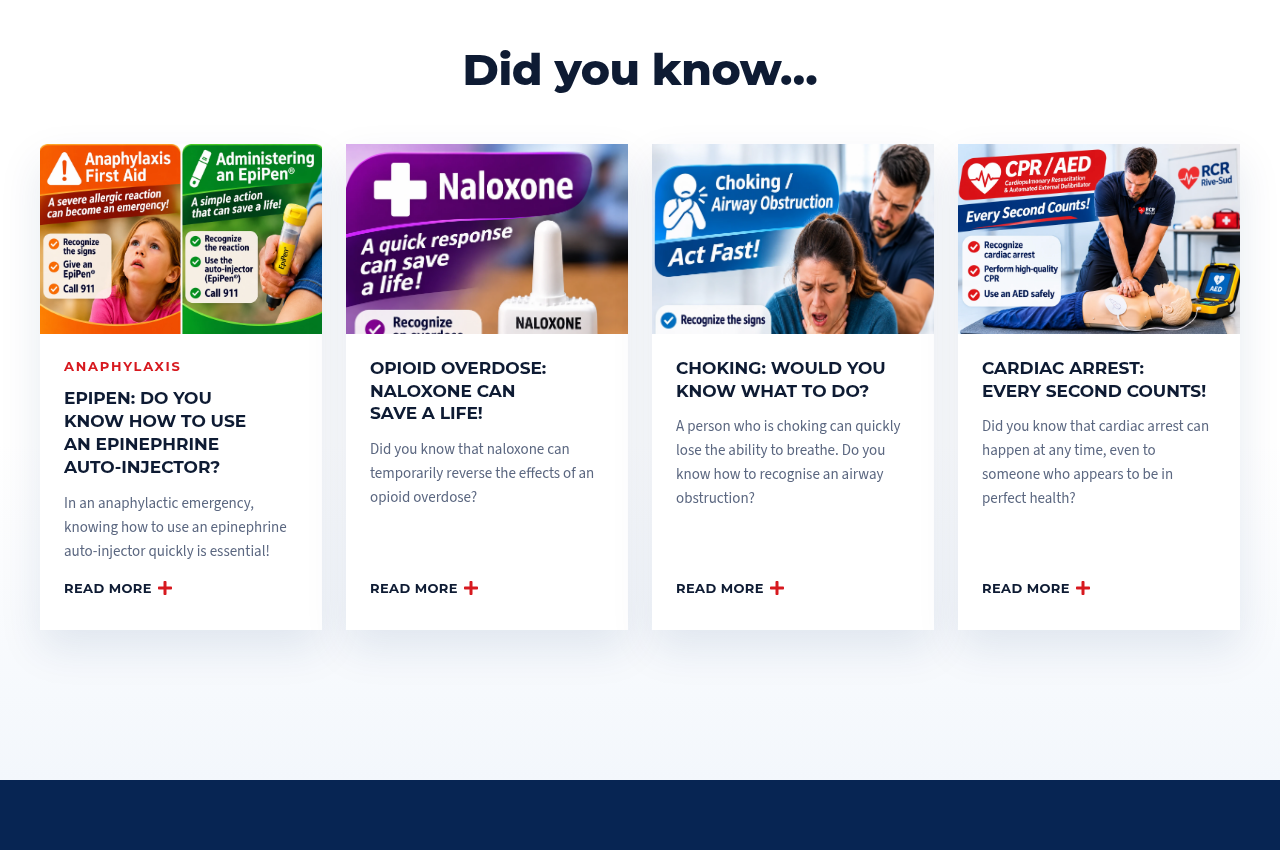 Did you know...
Anaphylaxis
First Aid
A severe allergic reaction
can become an emergency!
Recognize
the signs
Give an
EpiPen®
Call 911
Administering
an EpiPen®
A simple action
that can save a life!
Recognize
the reaction
Use the
auto-injector
(EpiPen®)
Call 911
EpiPen®
Naloxone
A quick response
can save
a life!
Recognize
NALOXONE
Choking /
Airway Obstruction
Act Fast!
Recognize the signs
CPR / AED
Cardiopulmonary Resuscitation
& Automated External Defibrillator
Every Second Counts!
Recognize
cardiac arrest
Perform high-quality
CPR
Use an AED safely
RCR
Rive-Sud
RCR
AED
ANAPHYLAXIS
EPIPEN: DO YOU
KNOW HOW TO USE
AN EPINEPHRINE
AUTO-INJECTOR?
In an anaphylactic emergency,
knowing how to use an epinephrine
auto-injector quickly is essential!
READ MORE
OPIOID OVERDOSE:
NALOXONE CAN
SAVE A LIFE!
Did you know that naloxone can
temporarily reverse the effects of an
opioid overdose?
READ MORE
CHOKING: WOULD YOU
KNOW WHAT TO DO?
A person who is choking can quickly
lose the ability to breathe. Do you
know how to recognise an airway
obstruction?
READ MORE
CARDIAC ARREST:
EVERY SECOND COUNTS!
Did you know that cardiac arrest can
happen at any time, even to
someone who appears to be in
perfect health?
READ MORE